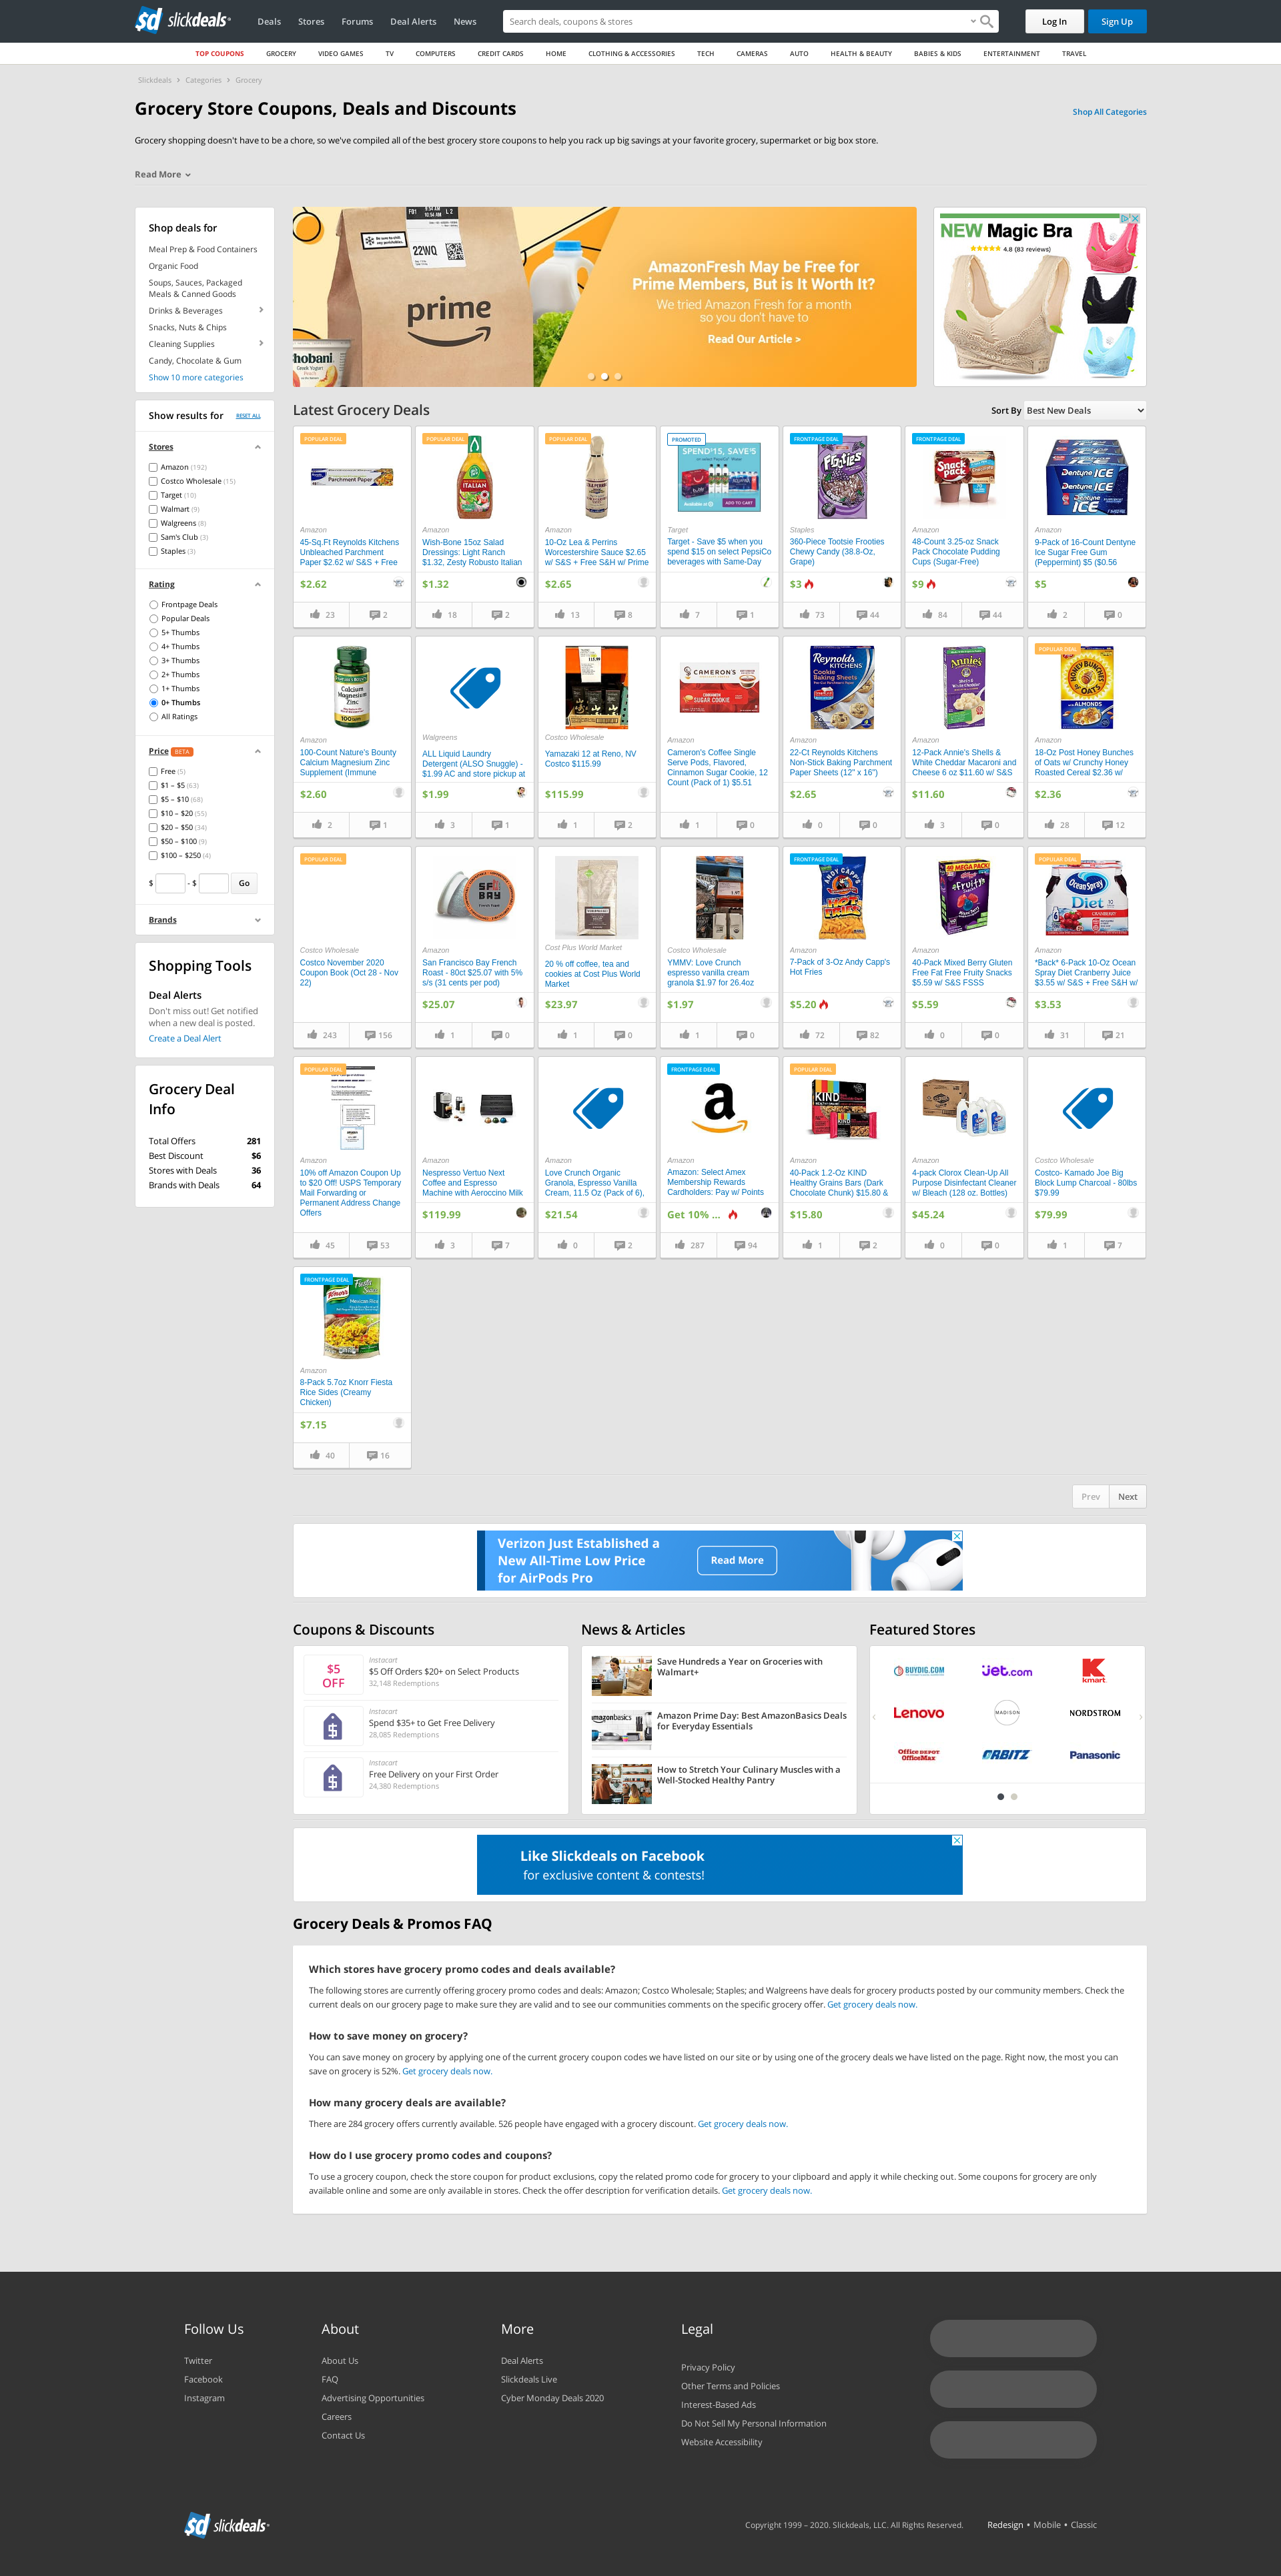 sd slickdeals
Deals
Stores
Forums
Deal Alerts
News
Search deals, coupons & stores
Log In
Sign Up
TOP COUPONS
GROCERY
VIDEO GAMES
TV
COMPUTERS
CREDIT CARDS
HOME
CLOTHING & ACCESSORIES
TECH
CAMERAS
AUTO
HEALTH & BEAUTY
BABIES & KIDS
ENTERTAINMENT
TRAVEL
Slickdeals
Categories
Grocery
Grocery Store Coupons, Deals and Discounts
Shop All Categories
Grocery shopping doesn't have to be a chore, so we've compiled all of the best grocery store coupons to help you rack up big savings at your favorite grocery, supermarket or big box store.
Read More
Shop deals for
Meal Prep & Food Containers
Organic Food
Soups, Sauces, Packaged
Meals & Canned Goods
Drinks & Beverages
Snacks, Nuts & Chips
Cleaning Supplies
Candy, Chocolate & Gum
Show 10 more categories
Show results for
RESET ALL
Stores
Amazon (192)
Costco Wholesale (15)
Target (10)
Walmart (9)
Walgreens (8)
Sam's Club (3)
Staples (3)
Rating
Frontpage Deals
Popular Deals
5+ Thumbs
4+ Thumbs
3+ Thumbs
2+ Thumbs
1+ Thumbs
0+ Thumbs
All Ratings
Price BETA
Free (5)
$1 – $5 (63)
$5 – $10 (68)
$10 – $20 (55)
$20 – $50 (34)
$50 – $100 (9)
$100 – $250 (4)
$ - $ Go
Brands
Shopping Tools
Deal Alerts
Don't miss out! Get notified
when a new deal is posted.
Create a Deal Alert
Grocery Deal
Info
Total Offers 281
Best Discount $6
Stores with Deals 36
Brands with Deals 64
22WQ
prime
hobani
AmazonFresh May be Free for
Prime Members, But is it Worth It?
We tried Amazon Fresh for a month
so you don't have to
Read Our Article >
NEW Magic Bra
4.8 (83 reviews)
Latest Grocery Deals
Sort By Best New Deals
POPULAR DEAL
Amazon
45-Sq.Ft Reynolds Kitchens
Unbleached Parchment
Paper $2.62 w/ S&S + Free
$2.62
23
2
POPULAR DEAL
Amazon
Wish-Bone 15oz Salad
Dressings: Light Ranch
$1.32, Zesty Robusto Italian
$1.32
18
2
POPULAR DEAL
Amazon
10-Oz Lea & Perrins
Worcestershire Sauce $2.65
w/ S&S + Free S&H w/ Prime
$2.65
13
8
PROMOTED
SPEND $15, SAVE $5
Target
Target - Save $5 when you
spend $15 on select PepsiCo
beverages with Same-Day
7
1
FRONTPAGE DEAL
Frooties
Staples
360-Piece Tootsie Frooties
Chewy Candy (38.8-Oz,
Grape)
$3
73
44
FRONTPAGE DEAL
Snack pack
Amazon
48-Count 3.25-oz Snack
Pack Chocolate Pudding
Cups (Sugar-Free)
$9
84
44
Dentyne ICE
Amazon
9-Pack of 16-Count Dentyne
Ice Sugar Free Gum
(Peppermint) $5 ($0.56
$5
2
0
Calcium
Magnesium
Zinc
Amazon
100-Count Nature's Bounty
Calcium Magnesium Zinc
Supplement (Immune
$2.60
2
1
Walgreens
ALL Liquid Laundry
Detergent (ALSO Snuggle) -
$1.99 AC and store pickup at
$1.99
3
1
Costco Wholesale
Yamazaki 12 at Reno, NV
Costco $115.99
$115.99
1
2
CAMERON'S
SUGAR COOKIE
Amazon
Cameron's Coffee Single
Serve Pods, Flavored,
Cinnamon Sugar Cookie, 12
Count (Pack of 1) $5.51
1
0
Reynolds
KITCHENS
Cookie
Baking Sheets
Amazon
22-Ct Reynolds Kitchens
Non-Stick Baking Parchment
Paper Sheets (12" x 16")
$2.65
0
0
Annie's
Amazon
12-Pack Annie's Shells &
White Cheddar Macaroni and
Cheese 6 oz $11.60 w/ S&S
$11.60
3
0
POPULAR DEAL
HONEY BUNCHES OF OATS
ALMONDS
Amazon
18-Oz Post Honey Bunches
of Oats w/ Crunchy Honey
Roasted Cereal $2.36 w/
$2.36
28
12
POPULAR DEAL
Costco Wholesale
Costco November 2020
Coupon Book (Oct 28 - Nov
22)
243
156
SF BAY
Amazon
San Francisco Bay French
Roast - 80ct $25.07 with 5%
s/s (31 cents per pod)
$25.07
1
0
Cost Plus World Market
20 % off coffee, tea and
cookies at Cost Plus World
Market
$23.97
1
0
Costco Wholesale
YMMV: Love Crunch
espresso vanilla cream
granola $1.97 for 26.4oz
$1.97
1
0
FRONTPAGE DEAL
ANDY CAPP'S
HOT FRIES
Amazon
7-Pack of 3-Oz Andy Capp's
Hot Fries
$5.20
72
82
MEGA PACK!
Fruity
Amazon
40-Pack Mixed Berry Gluten
Free Fat Free Fruity Snacks
$5.59 w/ S&S FSSS
$5.59
0
0
POPULAR DEAL
Ocean Spray
Diet
CRANBERRY
Amazon
*Back* 6-Pack 10-Oz Ocean
Spray Diet Cranberry Juice
$3.55 w/ S&S + Free S&H w/
$3.53
31
21
POPULAR DEAL
Amazon
10% off Amazon Coupon Up
to $20 Off! USPS Temporary
Mail Forwarding or
Permanent Address Change
Offers
45
53
Amazon
Nespresso Vertuo Next
Coffee and Espresso
Machine with Aeroccino Milk
$119.99
3
7
Amazon
Love Crunch Organic
Granola, Espresso Vanilla
Cream, 11.5 Oz (Pack of 6),
$21.54
0
2
FRONTPAGE DEAL
Amazon
Amazon: Select Amex
Membership Rewards
Cardholders: Pay w/ Points
Get 10% ...
287
94
POPULAR DEAL
KIND
Amazon
40-Pack 1.2-Oz KIND
Healthy Grains Bars (Dark
Chocolate Chunk) $15.80 &
$15.80
1
2
Amazon
4-pack Clorox Clean-Up All
Purpose Disinfectant Cleaner
w/ Bleach (128 oz. Bottles)
$45.24
0
0
Costco Wholesale
Costco- Kamado Joe Big
Block Lump Charcoal - 80lbs
$79.99
$79.99
1
7
FRONTPAGE DEAL
Knorr
Fiesta Sides
Mexican Rice
Amazon
8-Pack 5.7oz Knorr Fiesta
Rice Sides (Creamy
Chicken)
$7.15
40
16
Prev
Next
Verizon Just Established a
New All-Time Low Price
for AirPods Pro
Read More
Coupons & Discounts
$5
OFF
Instacart
$5 Off Orders $20+ on Select Products
32,148 Redemptions
Instacart
Spend $35+ to Get Free Delivery
28,085 Redemptions
Instacart
Free Delivery on your First Order
24,380 Redemptions
News & Articles
Save Hundreds a Year on Groceries with
Walmart+
amazonbasics
Amazon Prime Day: Best AmazonBasics Deals
for Everyday Essentials
How to Stretch Your Culinary Muscles with a
Well-Stocked Healthy Pantry
Featured Stores
BUYDIG.COM
jet.com
kmart
Lenovo
MADISON
NORDSTROM
Office DEPOT
OfficeMax
ORBITZ
Panasonic
Like Slickdeals on Facebook
for exclusive content & contests!
Grocery Deals & Promos FAQ
Which stores have grocery promo codes and deals available?
The following stores are currently offering grocery promo codes and deals: Amazon; Costco Wholesale; Staples; and Walgreens have deals for grocery products posted by our community members. Check the
current deals on our grocery page to make sure they are valid and to see our communities comments on the specific grocery offer. Get grocery deals now.
How to save money on grocery?
You can save money on grocery by applying one of the current grocery coupon codes we have listed on our site or by using one of the grocery deals we have listed on the page. Right now, the most you can
save on grocery is 52%. Get grocery deals now.
How many grocery deals are available?
There are 284 grocery offers currently available. 526 people have engaged with a grocery discount. Get grocery deals now.
How do I use grocery promo codes and coupons?
To use a grocery coupon, check the store coupon for product exclusions, copy the related promo code for grocery to your clipboard and apply it while checking out. Some coupons for grocery are only
available online and some are only available in stores. Check the offer description for verification details. Get grocery deals now.
Follow Us
Twitter
Facebook
Instagram
About
About Us
FAQ
Advertising Opportunities
Careers
Contact Us
More
Deal Alerts
Slickdeals Live
Cyber Monday Deals 2020
Legal
Privacy Policy
Other Terms and Policies
Interest-Based Ads
Do Not Sell My Personal Information
Website Accessibility
sd slickdeals
Copyright 1999 – 2020. Slickdeals, LLC. All Rights Reserved.
Redesign • Mobile • Classic